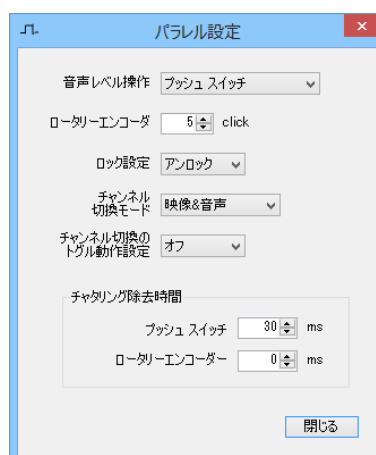 パラレル設定
音声レベル操作 プッシュ スイッチ
ロータリーエンコーダ 5 click
ロック設定 アンロック
チャンネル
切換モード 映像&音声
チャンネル切換の
トグル動作設定 オフ
チャタリング除去時間
プッシュ スイッチ 30 ms
ロータリーエンコーダー 0 ms
閉じる